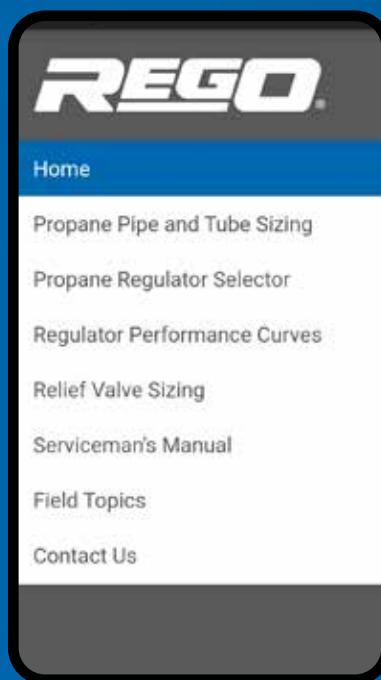 REGO.
Home
Propane Pipe and Tube Sizing
Propane Regulator Selector
Regulator Performance Curves
Relief Valve Sizing
Serviceman's Manual
Field Topics
Contact Us